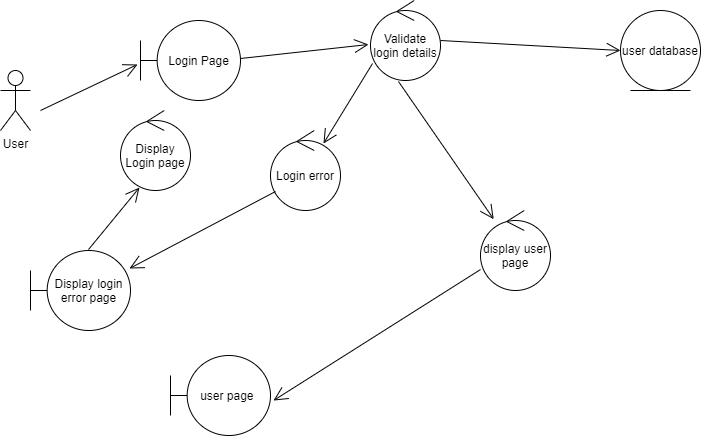 Validate
login details
user database
Login Page
User
Display
Login page
Login error
display user
page
Display login
error page
user page